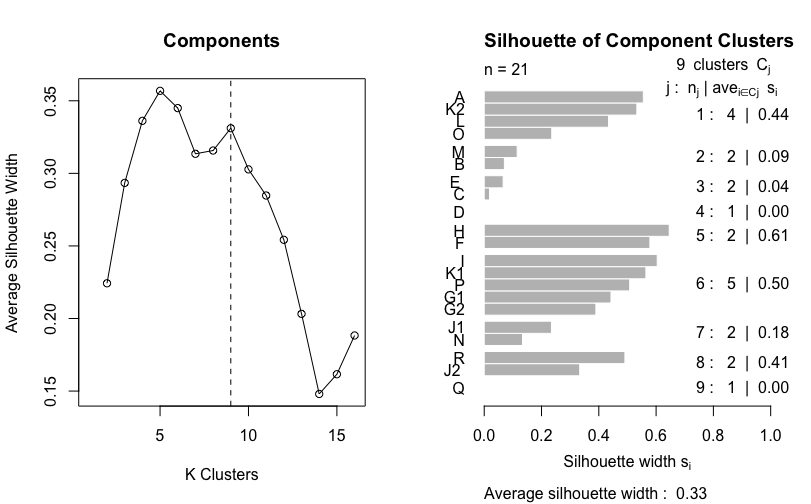 Components
Average Silhouette Width
0.35
0.30
0.25
0.20
0.15
5 10 15
K Clusters
Silhouette of Component Clusters
n = 21
9 clusters Cj
j : nj | avei∈Cj si
A
K2
L
O
1 : 4 | 0.44
M
B
2 : 2 | 0.09
E
C
3 : 2 | 0.04
D
4 : 1 | 0.00
H
F
5 : 2 | 0.61
I
K1
P
G1
G2
6 : 5 | 0.50
J1
N
7 : 2 | 0.18
R
J2
8 : 2 | 0.41
Q
9 : 1 | 0.00
0.0 0.2 0.4 0.6 0.8 1.0
Silhouette width si
Average silhouette width : 0.33